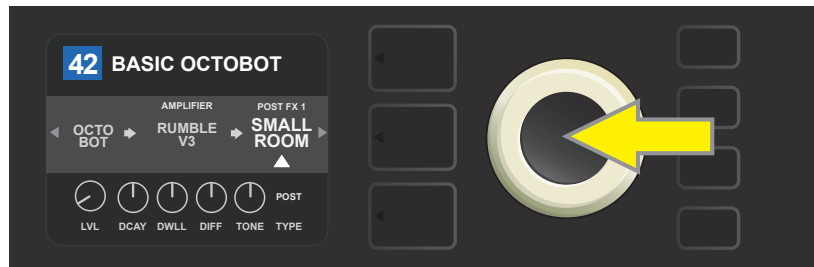 42 BASIC OCTOBOT
AMPLIFIER POST FX 1
OCTO BOT RUMBLE V3 SMALL ROOM
LVL DCAY DWLL DIFF TONE POST TYPE